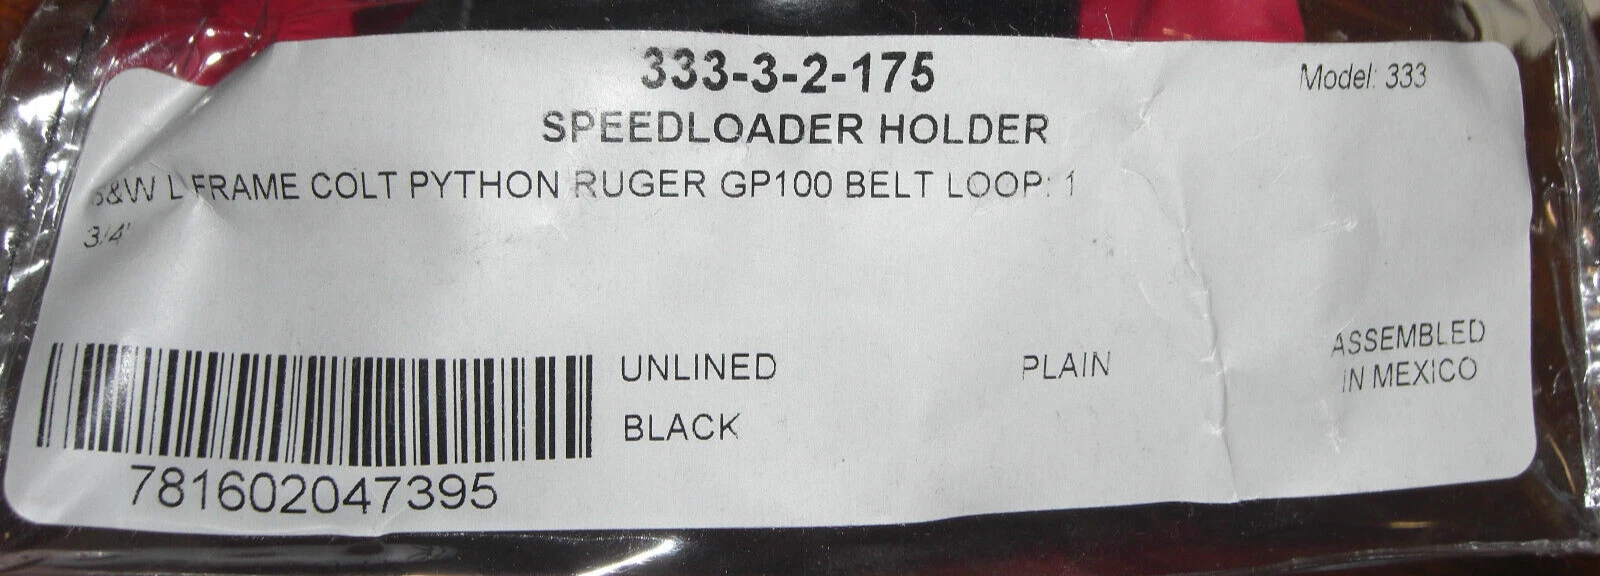 333-3-2-175
Model: 333
SPEEDLOADER HOLDER
S&W L FRAME COLT PYTHON RUGER GP100 BELT LOOP: 1
3/4"
UNLINED
PLAIN
ASSEMBLED
IN MEXICO
BLACK
781602047395